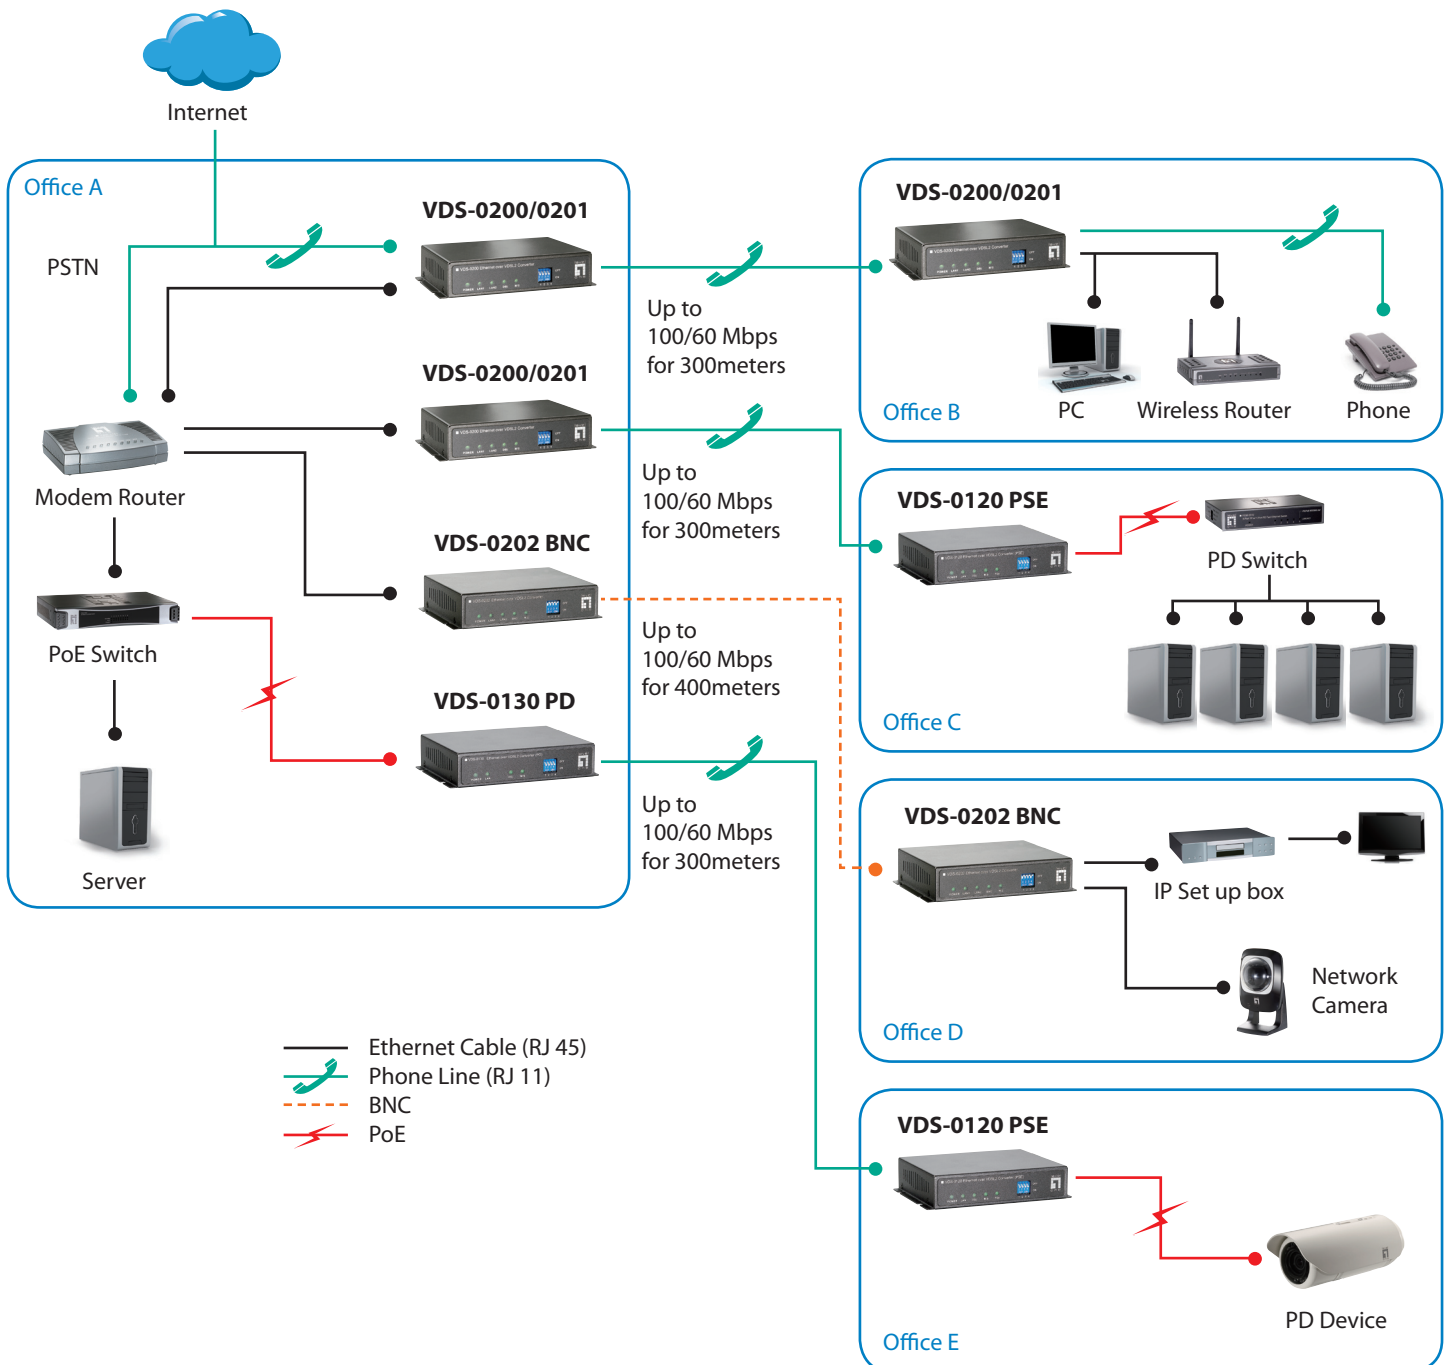 Internet
Office A
PSTN
VDS-0200/0201
VDS-0200/0201
Modem Router
VDS-0202 BNC
PoE Switch
VDS-0130 PD
Server
Up to
100/60 Mbps
for 300meters
Up to
100/60 Mbps
for 300meters
Up to
100/60 Mbps
for 400meters
Up to
100/60 Mbps
for 300meters
VDS-0200/0201
Office B
PC
Wireless Router
Phone
VDS-0120 PSE
PD Switch
Office C
VDS-0202 BNC
IP Set up box
Network
Camera
Office D
VDS-0120 PSE
PD Device
Office E
Ethernet Cable (RJ 45)
Phone Line (RJ 11)
BNC
PoE